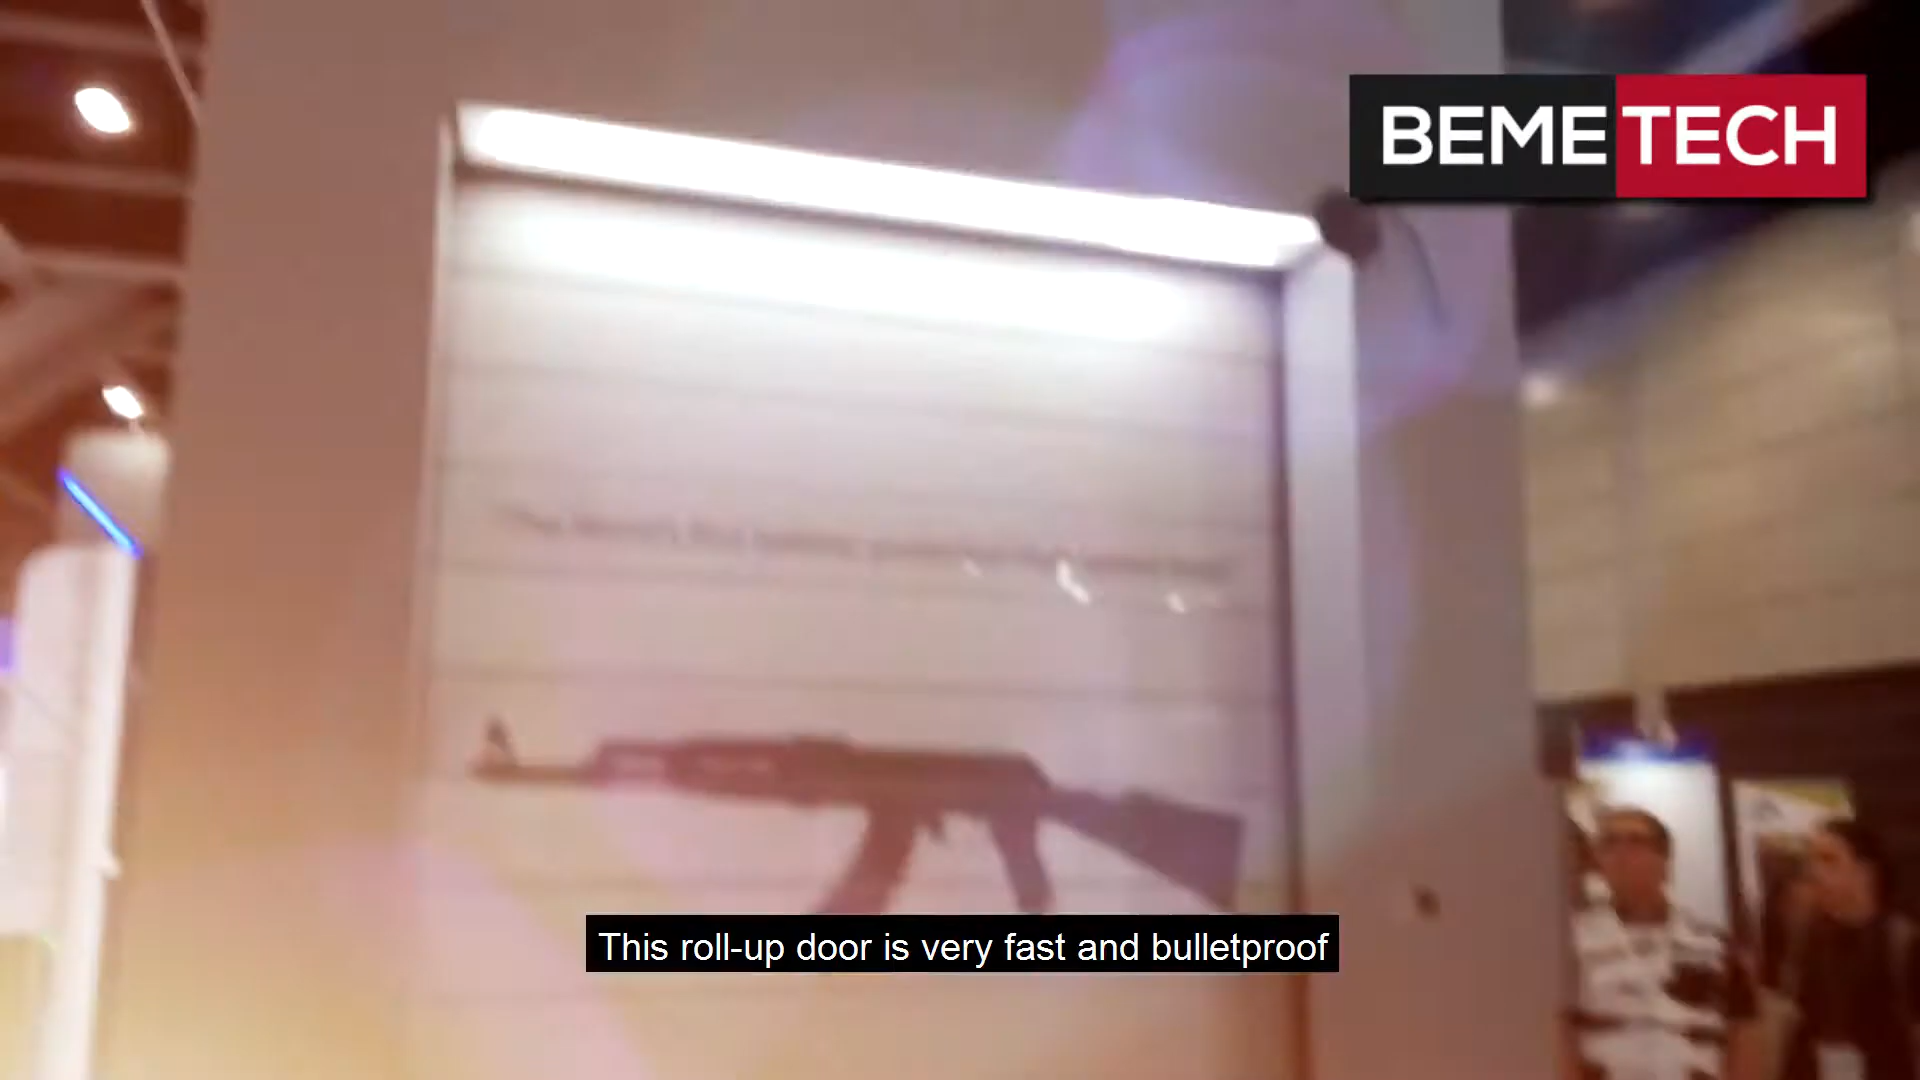 BEMETECH
This roll-up door is very fast and bulletproof